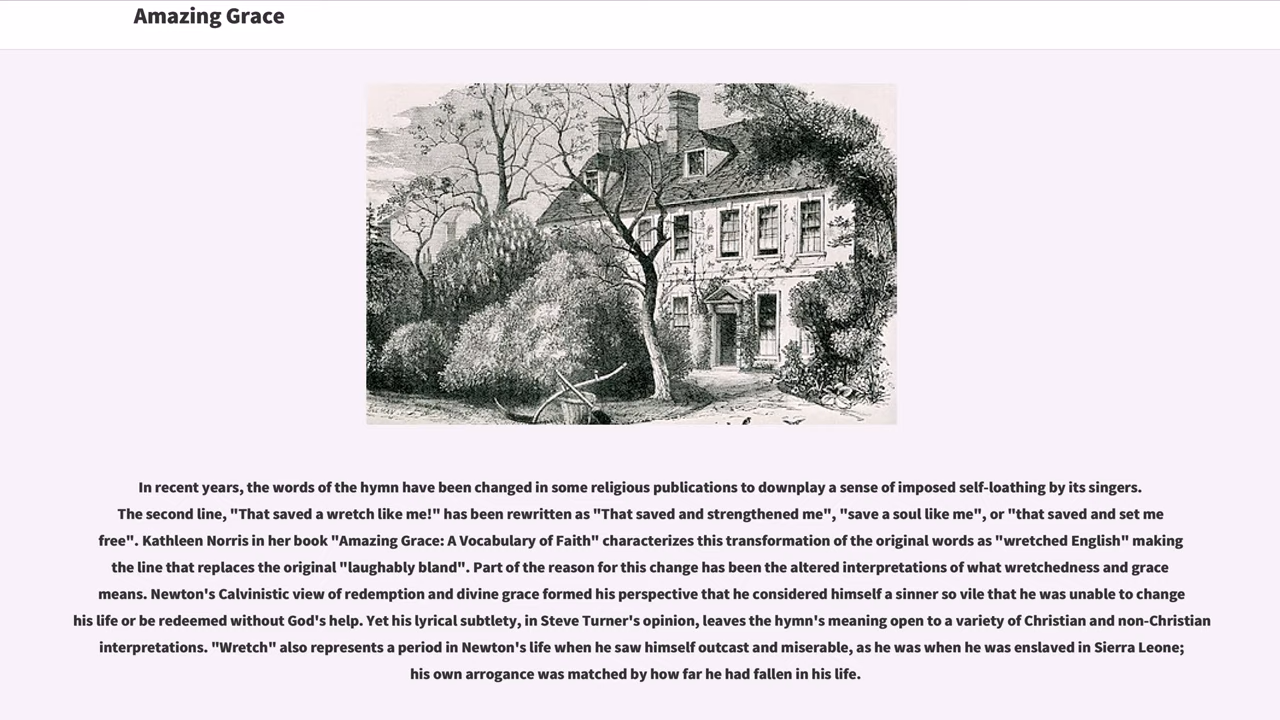 Amazing Grace
In recent years, the words of the hymn have been changed in some religious publications to downplay a sense of imposed self-loathing by its singers.
The second line, "That saved a wretch like me!" has been rewritten as "That saved and strengthened me", "save a soul like me", or "that saved and set me
free". Kathleen Norris in her book "Amazing Grace: A Vocabulary of Faith" characterizes this transformation of the original words as "wretched English" making
the line that replaces the original "laughably bland". Part of the reason for this change has been the altered interpretations of what wretchedness and grace
means. Newton's Calvinistic view of redemption and divine grace formed his perspective that he considered himself a sinner so vile that he was unable to change
his life or be redeemed without God's help. Yet his lyrical subtlety, in Steve Turner's opinion, leaves the hymn's meaning open to a variety of Christian and non-Christian
interpretations. "Wretch" also represents a period in Newton's life when he saw himself outcast and miserable, as he was when he was enslaved in Sierra Leone;
his own arrogance was matched by how far he had fallen in his life.